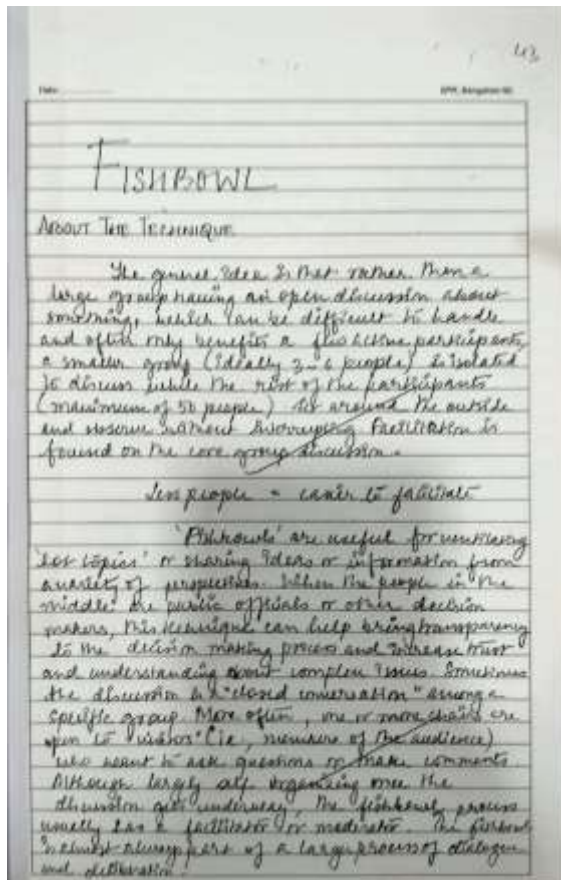 43
Date
FISHBOWL
ABOUT THE TECHNIQUE
The general idea is that rather than a
large group having an open discussion about
something, which can be difficult to handle
and often only benefits a few active participants,
a smaller group (ideally 3-6 people) is isolated
to discuss while the rest of the participants
(maximum of 50 people) sit around the outside
and observe without interrupting. Facilitation is
focused on the core group discussion.
Less people = easier to facilitate
'Fishbowls' are useful for ventilating
'hot topics' or sharing ideas or information from
a variety of perspectives. When the people in the
middle are public officials or other decision
makers, this technique can help bring transparency
to the decision making process and increase trust
and understanding about complex issues. Sometimes
the discussion is a "closed conversation" among a
specific group. More often, one or more chairs are
open to "visitors" (ie, members of the audience)
who want to ask questions or make comments.
Although largely self organizing once the
discussion gets underway, the fishbowl process
usually has a facilitator or moderator. The fishbowl
is almost always part of a large process of dialogue
and deliberation.